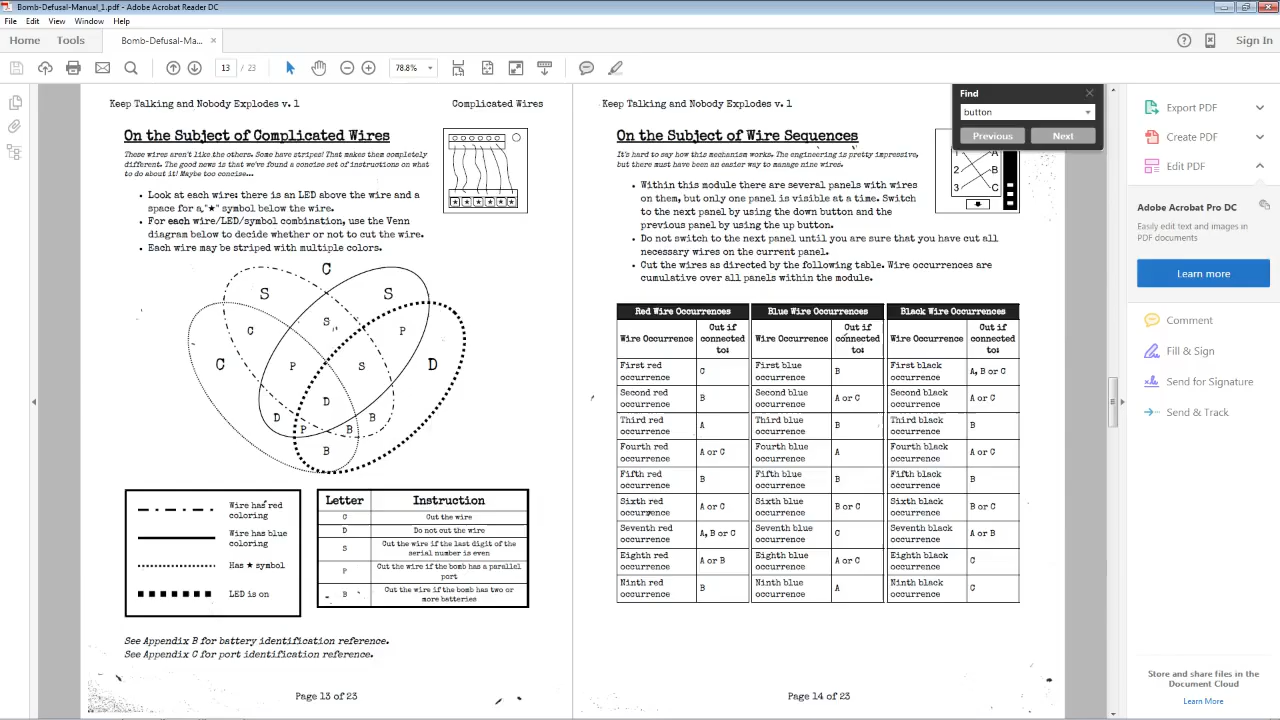 Bomb-Defusal-Manual_1.pdf - Adobe Acrobat Reader DC
File Edit View Window Help
Home Tools Bomb-Defusal-Ma... × Sign In
13 / 23 78.8%
Find
button
Previous Next
Keep Talking and Nobody Explodes v. 1 Complicated Wires
On the Subject of Complicated Wires
These wires aren't like the others. Some have stripes! That makes them completely
different. The good news is that we've found a concise set of instructions on what
to do about it! Maybe too concise...
• Look at each wire: there is an LED above the wire and a
space for a "★" symbol below the wire.
• For each wire/LED/symbol combination, use the Venn
diagram below to decide whether or not to cut the wire.
• Each wire may be striped with multiple colors.
C
S S
C S P
C P S D
D
D P B B
B
Wire has red
coloring
Wire has blue
coloring
Has ★ symbol
LED is on
Letter Instruction
C Cut the wire
D Do not cut the wire
S Cut the wire if the last digit of the
serial number is even
P Cut the wire if the bomb has a parallel
port
B Cut the wire if the bomb has two or
more batteries
See Appendix B for battery identification reference.
See Appendix C for port identification reference.
Page 13 of 23
Keep Talking and Nobody Explodes v. 1
On the Subject of Wire Sequences
It's hard to say how this mechanism works. The engineering is pretty impressive,
but there must have been an easier way to manage nine wires.
1 A
2 B
3 C
• Within this module there are several panels with wires
on them, but only one panel is visible at a time. Switch
to the next panel by using the down button and the
previous panel by using the up button.
• Do not switch to the next panel until you are sure that you have cut all
necessary wires on the current panel.
• Cut the wires as directed by the following table. Wire occurrences are
cumulative over all panels within the module.
Red Wire Occurrences
Wire Occurrence Cut if connected to:
First red occurrence C
Second red occurrence B
Third red occurrence A
Fourth red occurrence A or C
Fifth red occurrence B
Sixth red occurrence A or C
Seventh red occurrence A, B or C
Eighth red occurrence A or B
Ninth red occurrence B
Blue Wire Occurrences
Wire Occurrence Cut if connected to:
First blue occurrence B
Second blue occurrence A or C
Third blue occurrence B
Fourth blue occurrence A
Fifth blue occurrence B
Sixth blue occurrence B or C
Seventh blue occurrence C
Eighth blue occurrence A or C
Ninth blue occurrence A
Black Wire Occurrences
Wire Occurrence Cut if connected to:
First black occurrence A, B or C
Second black occurrence A or C
Third black occurrence B
Fourth black occurrence A or C
Fifth black occurrence B
Sixth black occurrence B or C
Seventh black occurrence A or B
Eighth black occurrence C
Ninth black occurrence C
Page 14 of 23
Export PDF
Create PDF
Edit PDF
Adobe Acrobat Pro DC
Easily edit text and images in
PDF documents
Learn more
Comment
Fill & Sign
Send for Signature
Send & Track
Store and share files in the
Document Cloud
Learn More